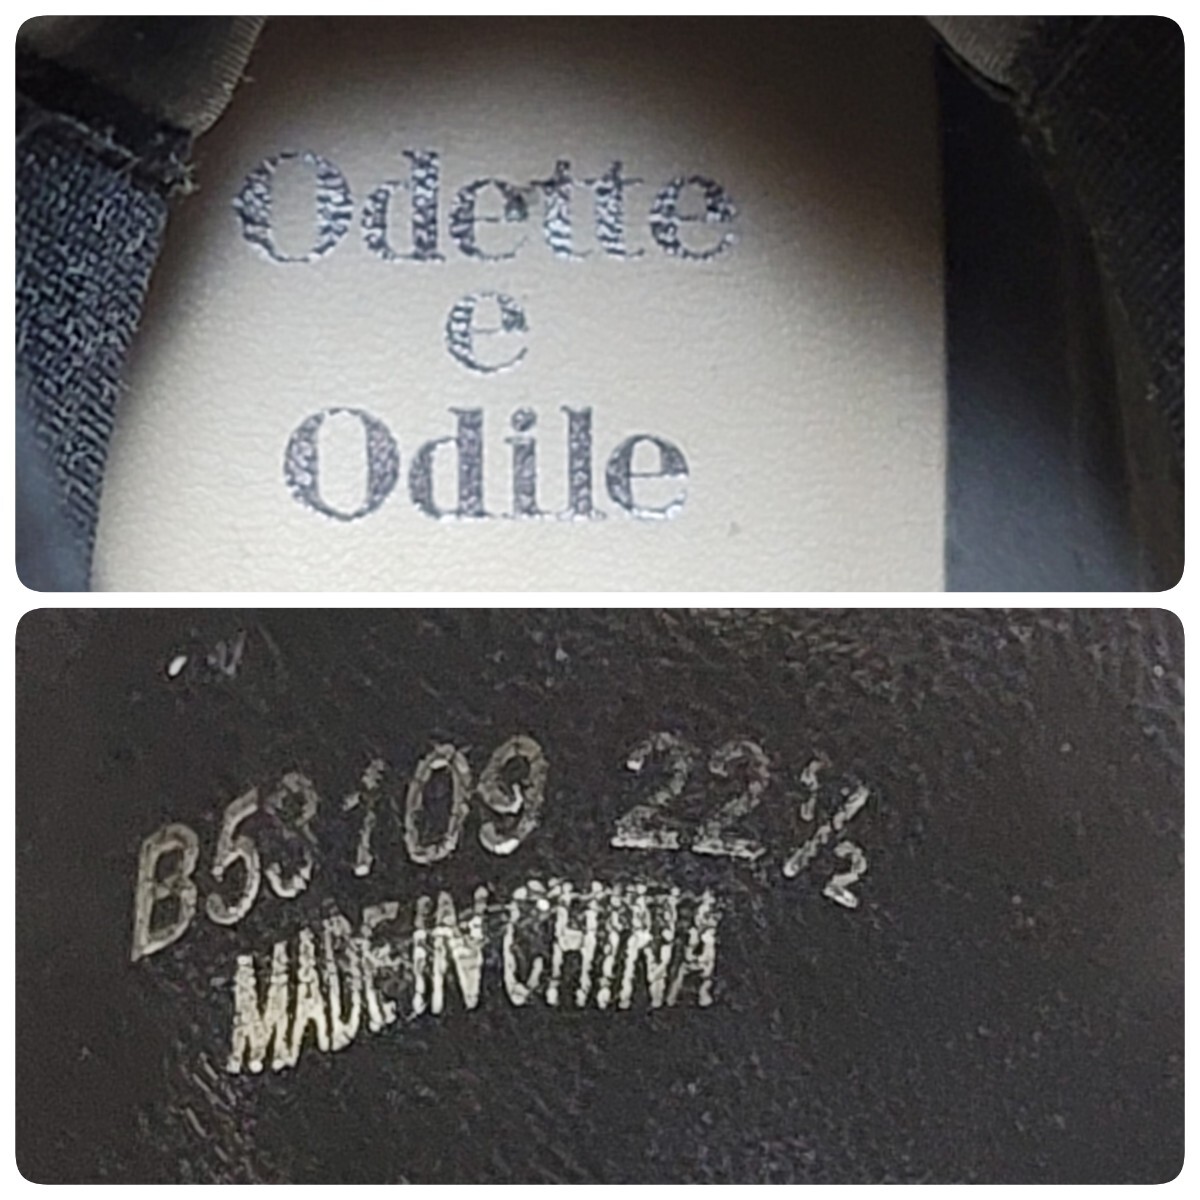 Odette
e
Odile
B53109 22½
MADE IN CHINA